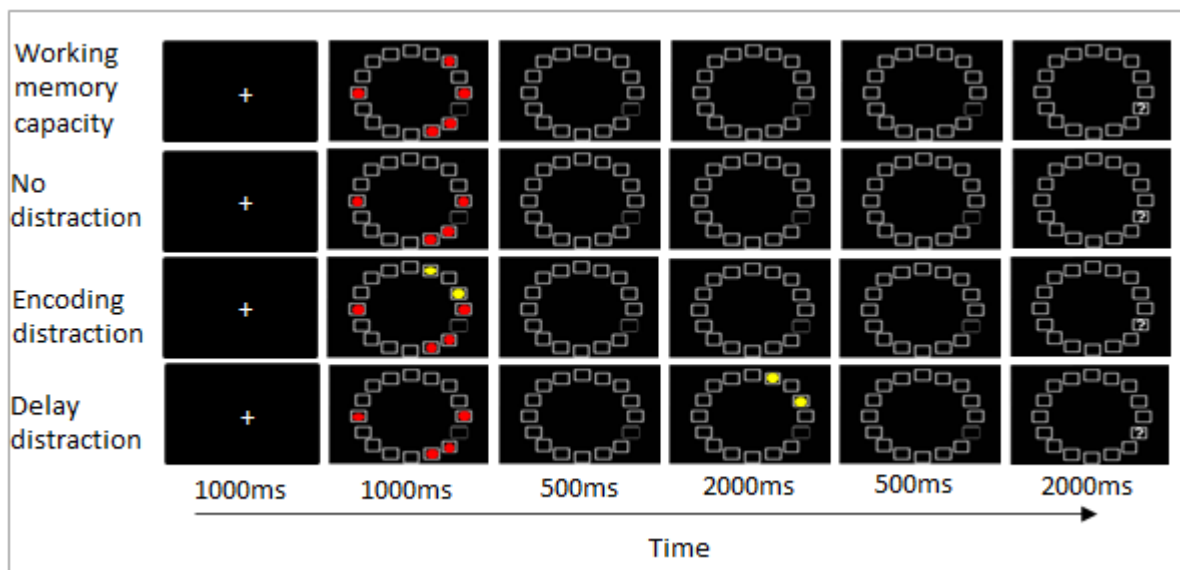 Working
memory
capacity
+
?
No
distraction
+
?
Encoding
distraction
+
?
Delay
distraction
+
?
1000ms 1000ms 500ms 2000ms 500ms 2000ms
Time